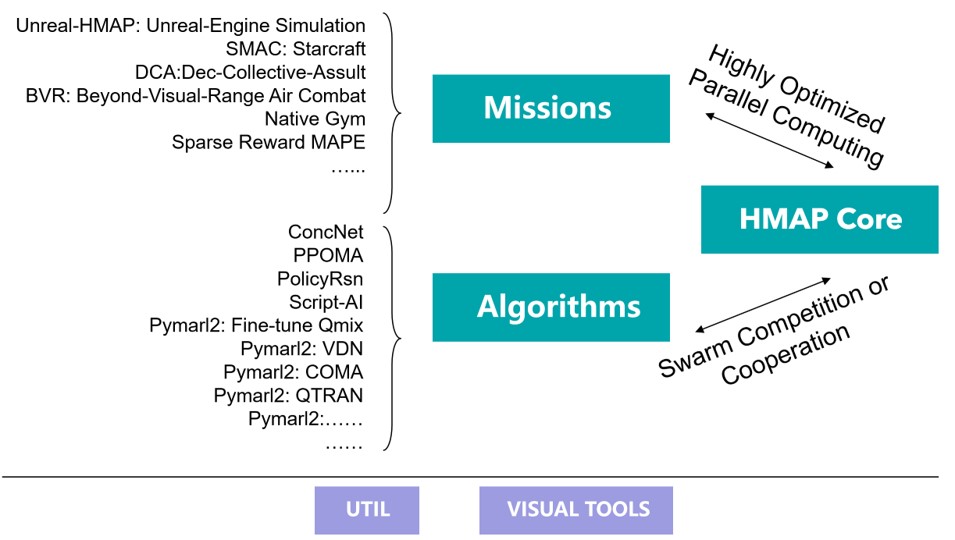 Unreal-HMAP: Unreal-Engine Simulation
SMAC: Starcraft
DCA:Dec-Collective-Assult
BVR: Beyond-Visual-Range Air Combat
Native Gym
Sparse Reward MAPE
…...
Missions
Highly Optimized
Parallel Computing
HMAP Core
ConcNet
PPOMA
PolicyRsn
Script-AI
Pymarl2: Fine-tune Qmix
Pymarl2: VDN
Pymarl2: COMA
Pymarl2: QTRAN
Pymarl2:……
……
Algorithms
Swarm Competition or
Cooperation
UTIL
VISUAL TOOLS